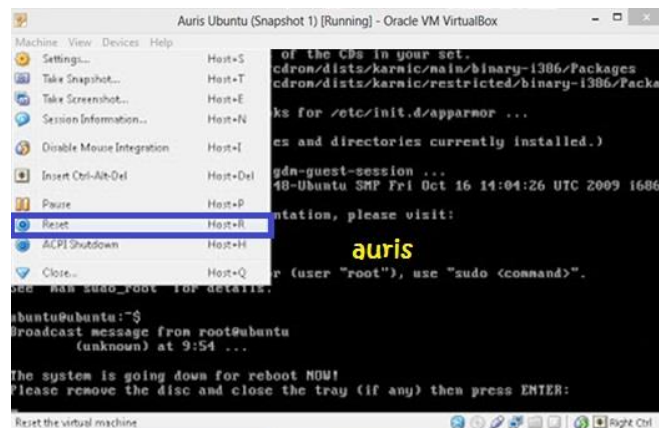 Auris Ubuntu (Snapshot 1) [Running] - Oracle VM VirtualBox
Machine View Devices Help
Settings... Host+S
Take Snapshot... Host+T
Take Screenshot... Host+E
Session Information... Host+N
Disable Mouse Integration Host+I
Insert Ctrl-Alt-Del Host+Del
Pause Host+P
Reset Host+R
ACPI Shutdown Host+H
Close... Host+Q
of the CDs in your set.
cdrom/dists/karmic/main/binary-i386/Packages
cdrom/dists/karmic/restricted/binary-i386/Packa
ks for /etc/init.d/apparmor ...
es and directories currently installed.)
gdm-guest-session ...
48-Ubuntu SMP Fri Oct 16 14:04:26 UTC 2009 i686
ntation, please visit:
auris
r (user "root"), use "sudo <command>".
See "man sudo_root" for details.
ubuntu@ubuntu:~$
Broadcast message from root@ubuntu
(unknown) at 9:54 ...
The system is going down for reboot NOW!
Please remove the disc and close the tray (if any) then press ENTER:
Reset the virtual machine
Right Ctrl